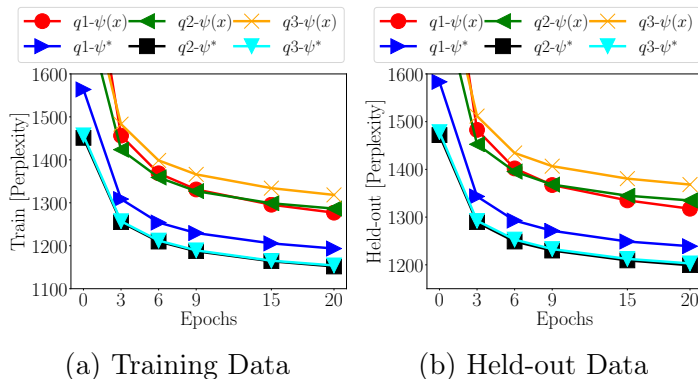 q1-ψ(x) q2-ψ(x) q3-ψ(x)
q1-ψ* q2-ψ* q3-ψ*
1600
1500
1400
1300
1200
1100
Train [Perplexity]
0 3 6 9 15 20
Epochs
(a) Training Data
q1-ψ(x) q2-ψ(x) q3-ψ(x)
q1-ψ* q2-ψ* q3-ψ*
1600
1500
1400
1300
1200
Held-out [Perplexity]
0 3 6 9 15 20
Epochs
(b) Held-out Data